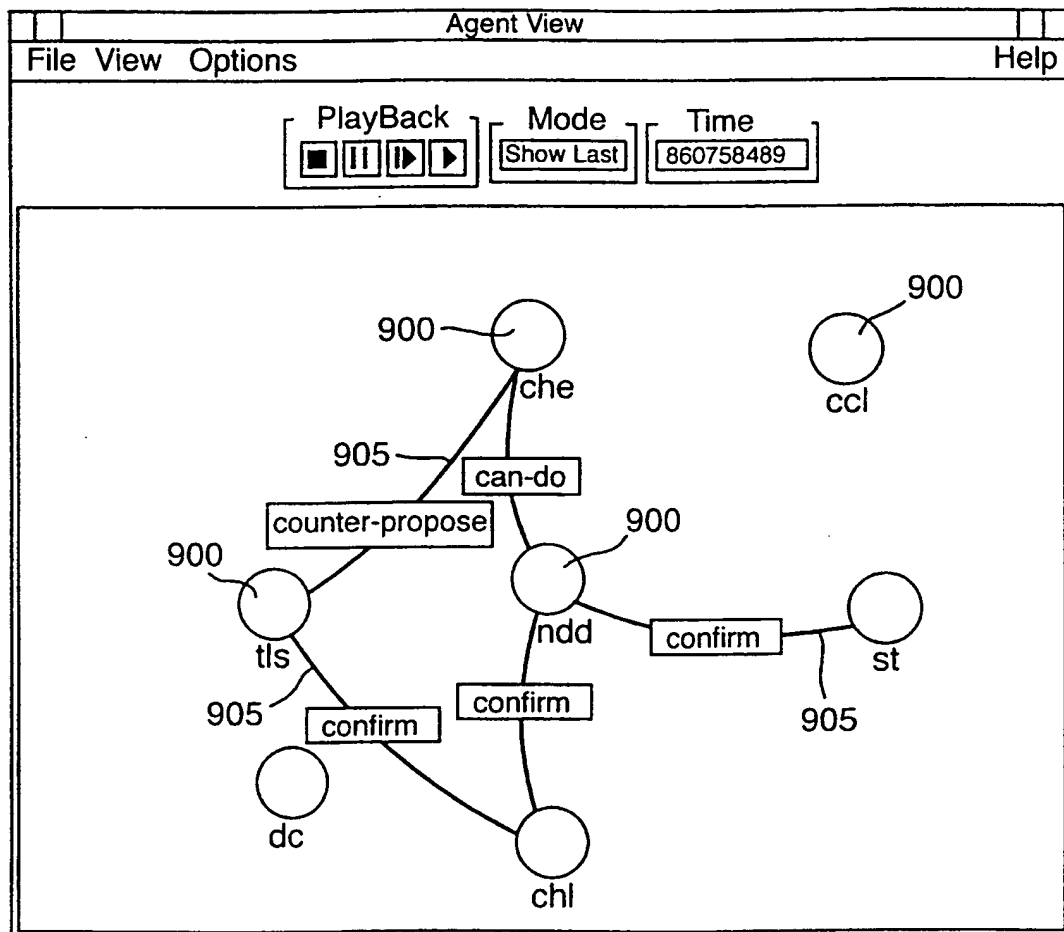 Agent View
File View Options Help
PlayBack Mode Time
Show Last 860758489
900
900
che
ccl
905
can-do
counter-propose
900
900
ndd
confirm
st
tls
905
confirm
confirm
905
dc
chl